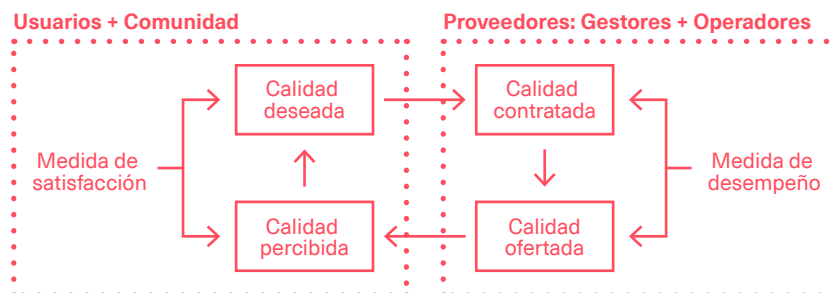 Usuarios + Comunidad
Proveedores: Gestores + Operadores
Calidad
deseada
Calidad
contratada
Medida de
satisfacción
Medida de
desempeño
Calidad
percibida
Calidad
ofertada